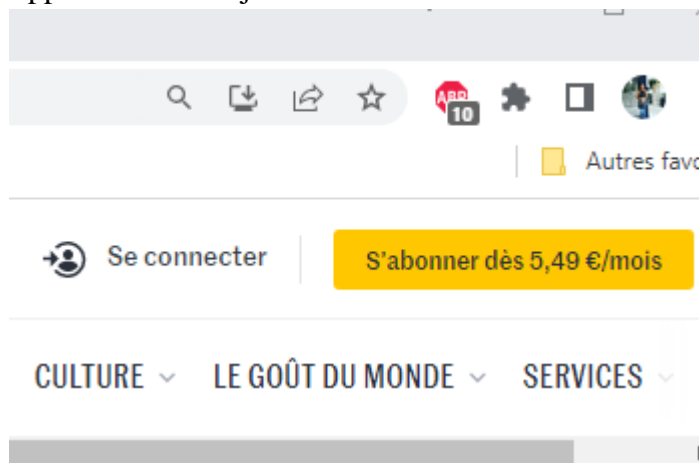 ABP
10
Autres favo
Se connecter
S'abonner dès 5,49 €/mois
CULTURE
LE GOÛT DU MONDE
SERVICES